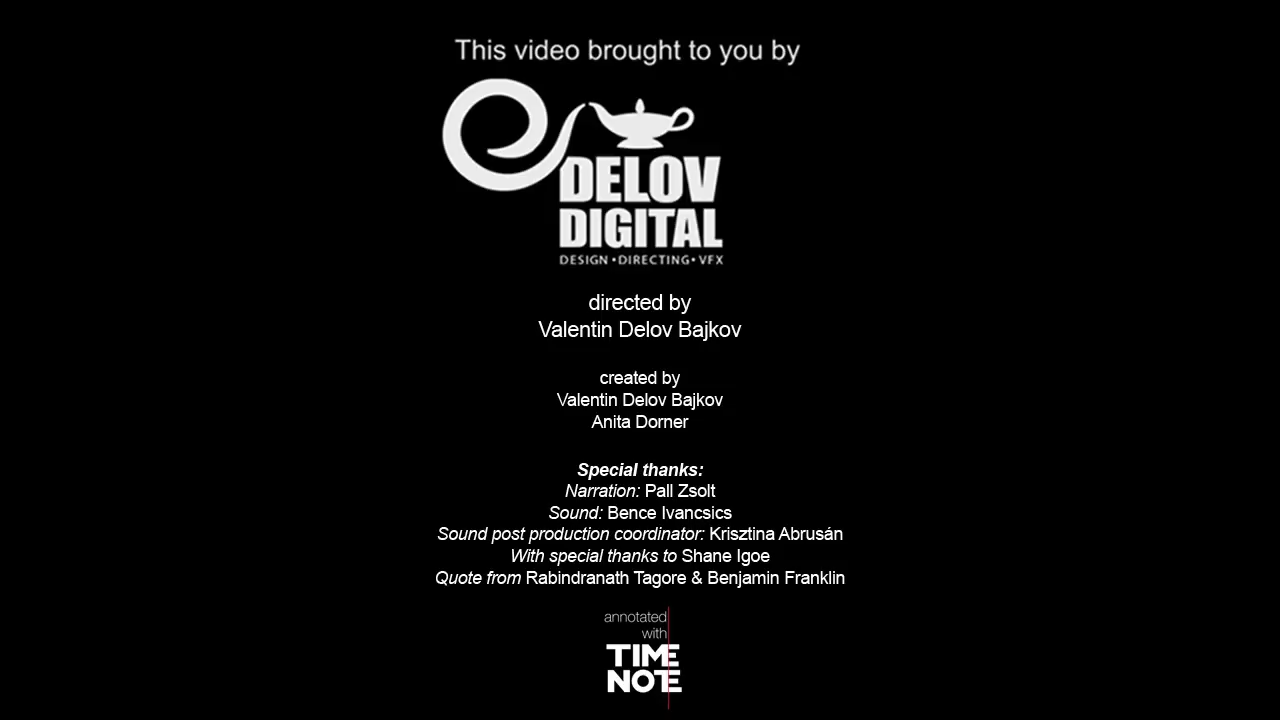 This video brought to you by
DELOV
DIGITAL
DESIGN • DIRECTING • VFX
directed by
Valentin Delov Bajkov
created by
Valentin Delov Bajkov
Anita Dorner
Special thanks:
Narration: Pall Zsolt
Sound: Bence Ivancsics
Sound post production coordinator: Krisztina Abrusán
With special thanks to Shane Igoe
Quote from Rabindranath Tagore & Benjamin Franklin
annotated
with
TIME
NOTE